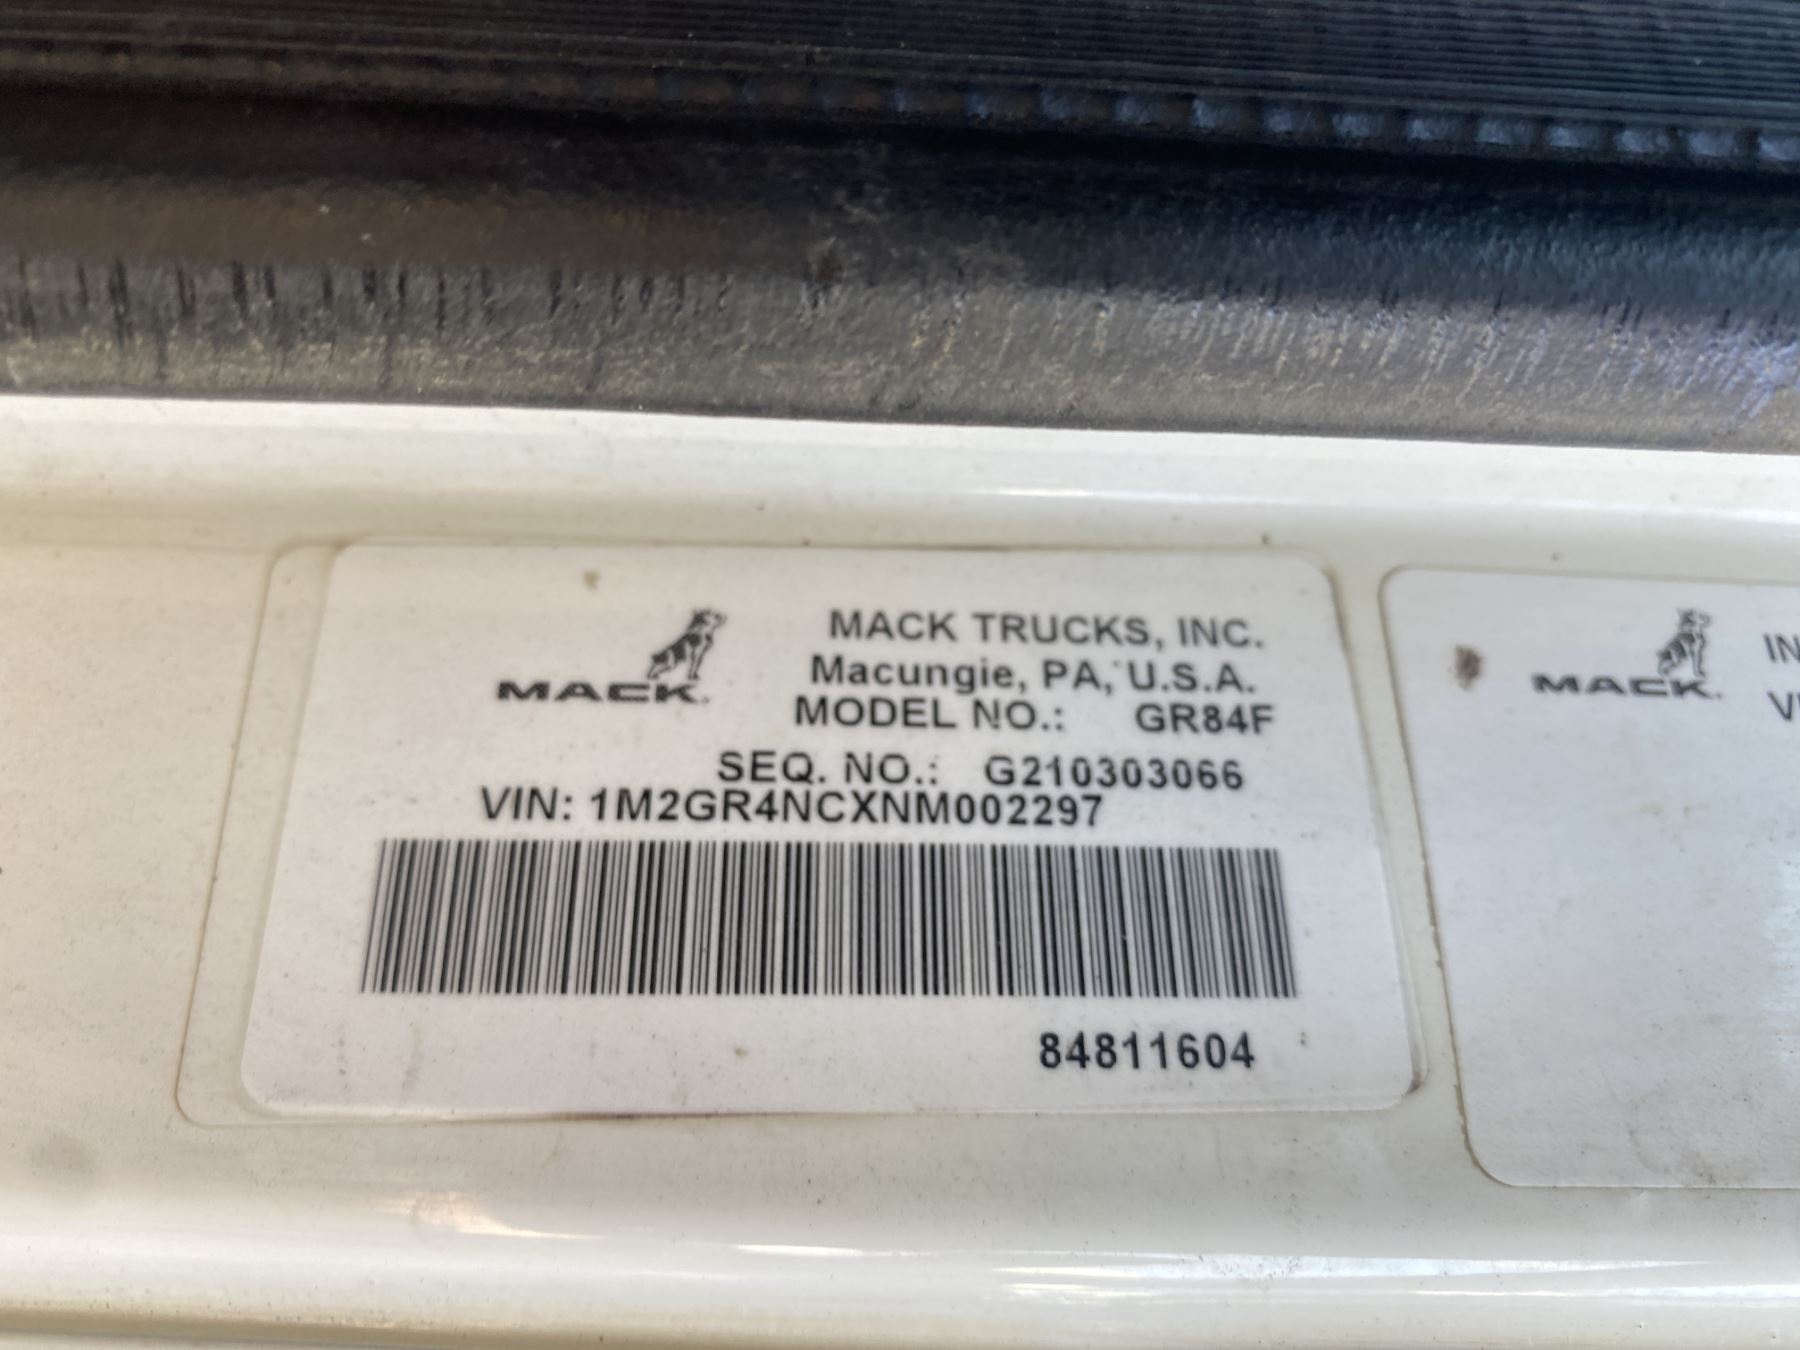 MACK
MACK TRUCKS, INC.
Macungie, PA, U.S.A.
MODEL NO.: GR84F
SEQ. NO.: G210303066
VIN: 1M2GR4NCXNM002297
84811604
MACK